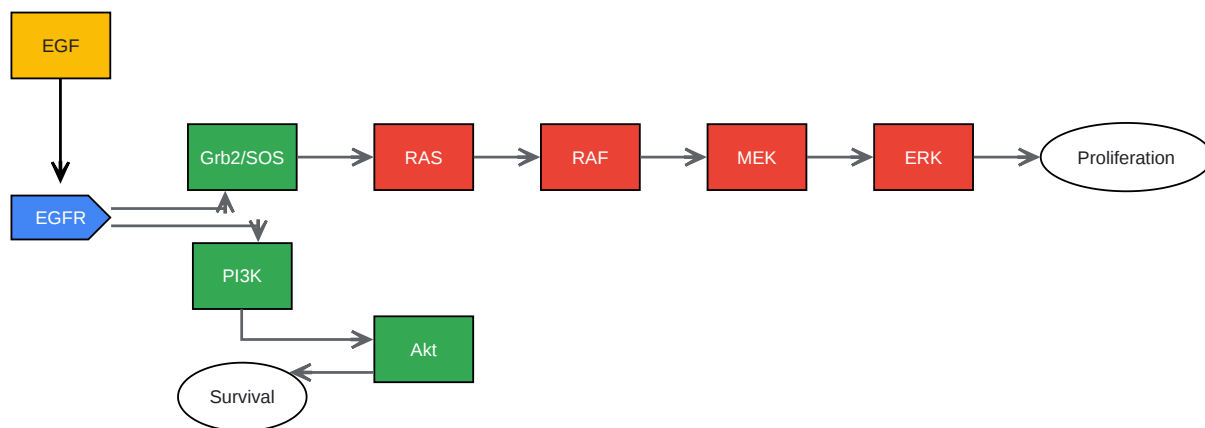 EGF
Grb2/SOS
RAS
RAF
MEK
ERK
Proliferation
EGFR
PI3K
Akt
Survival